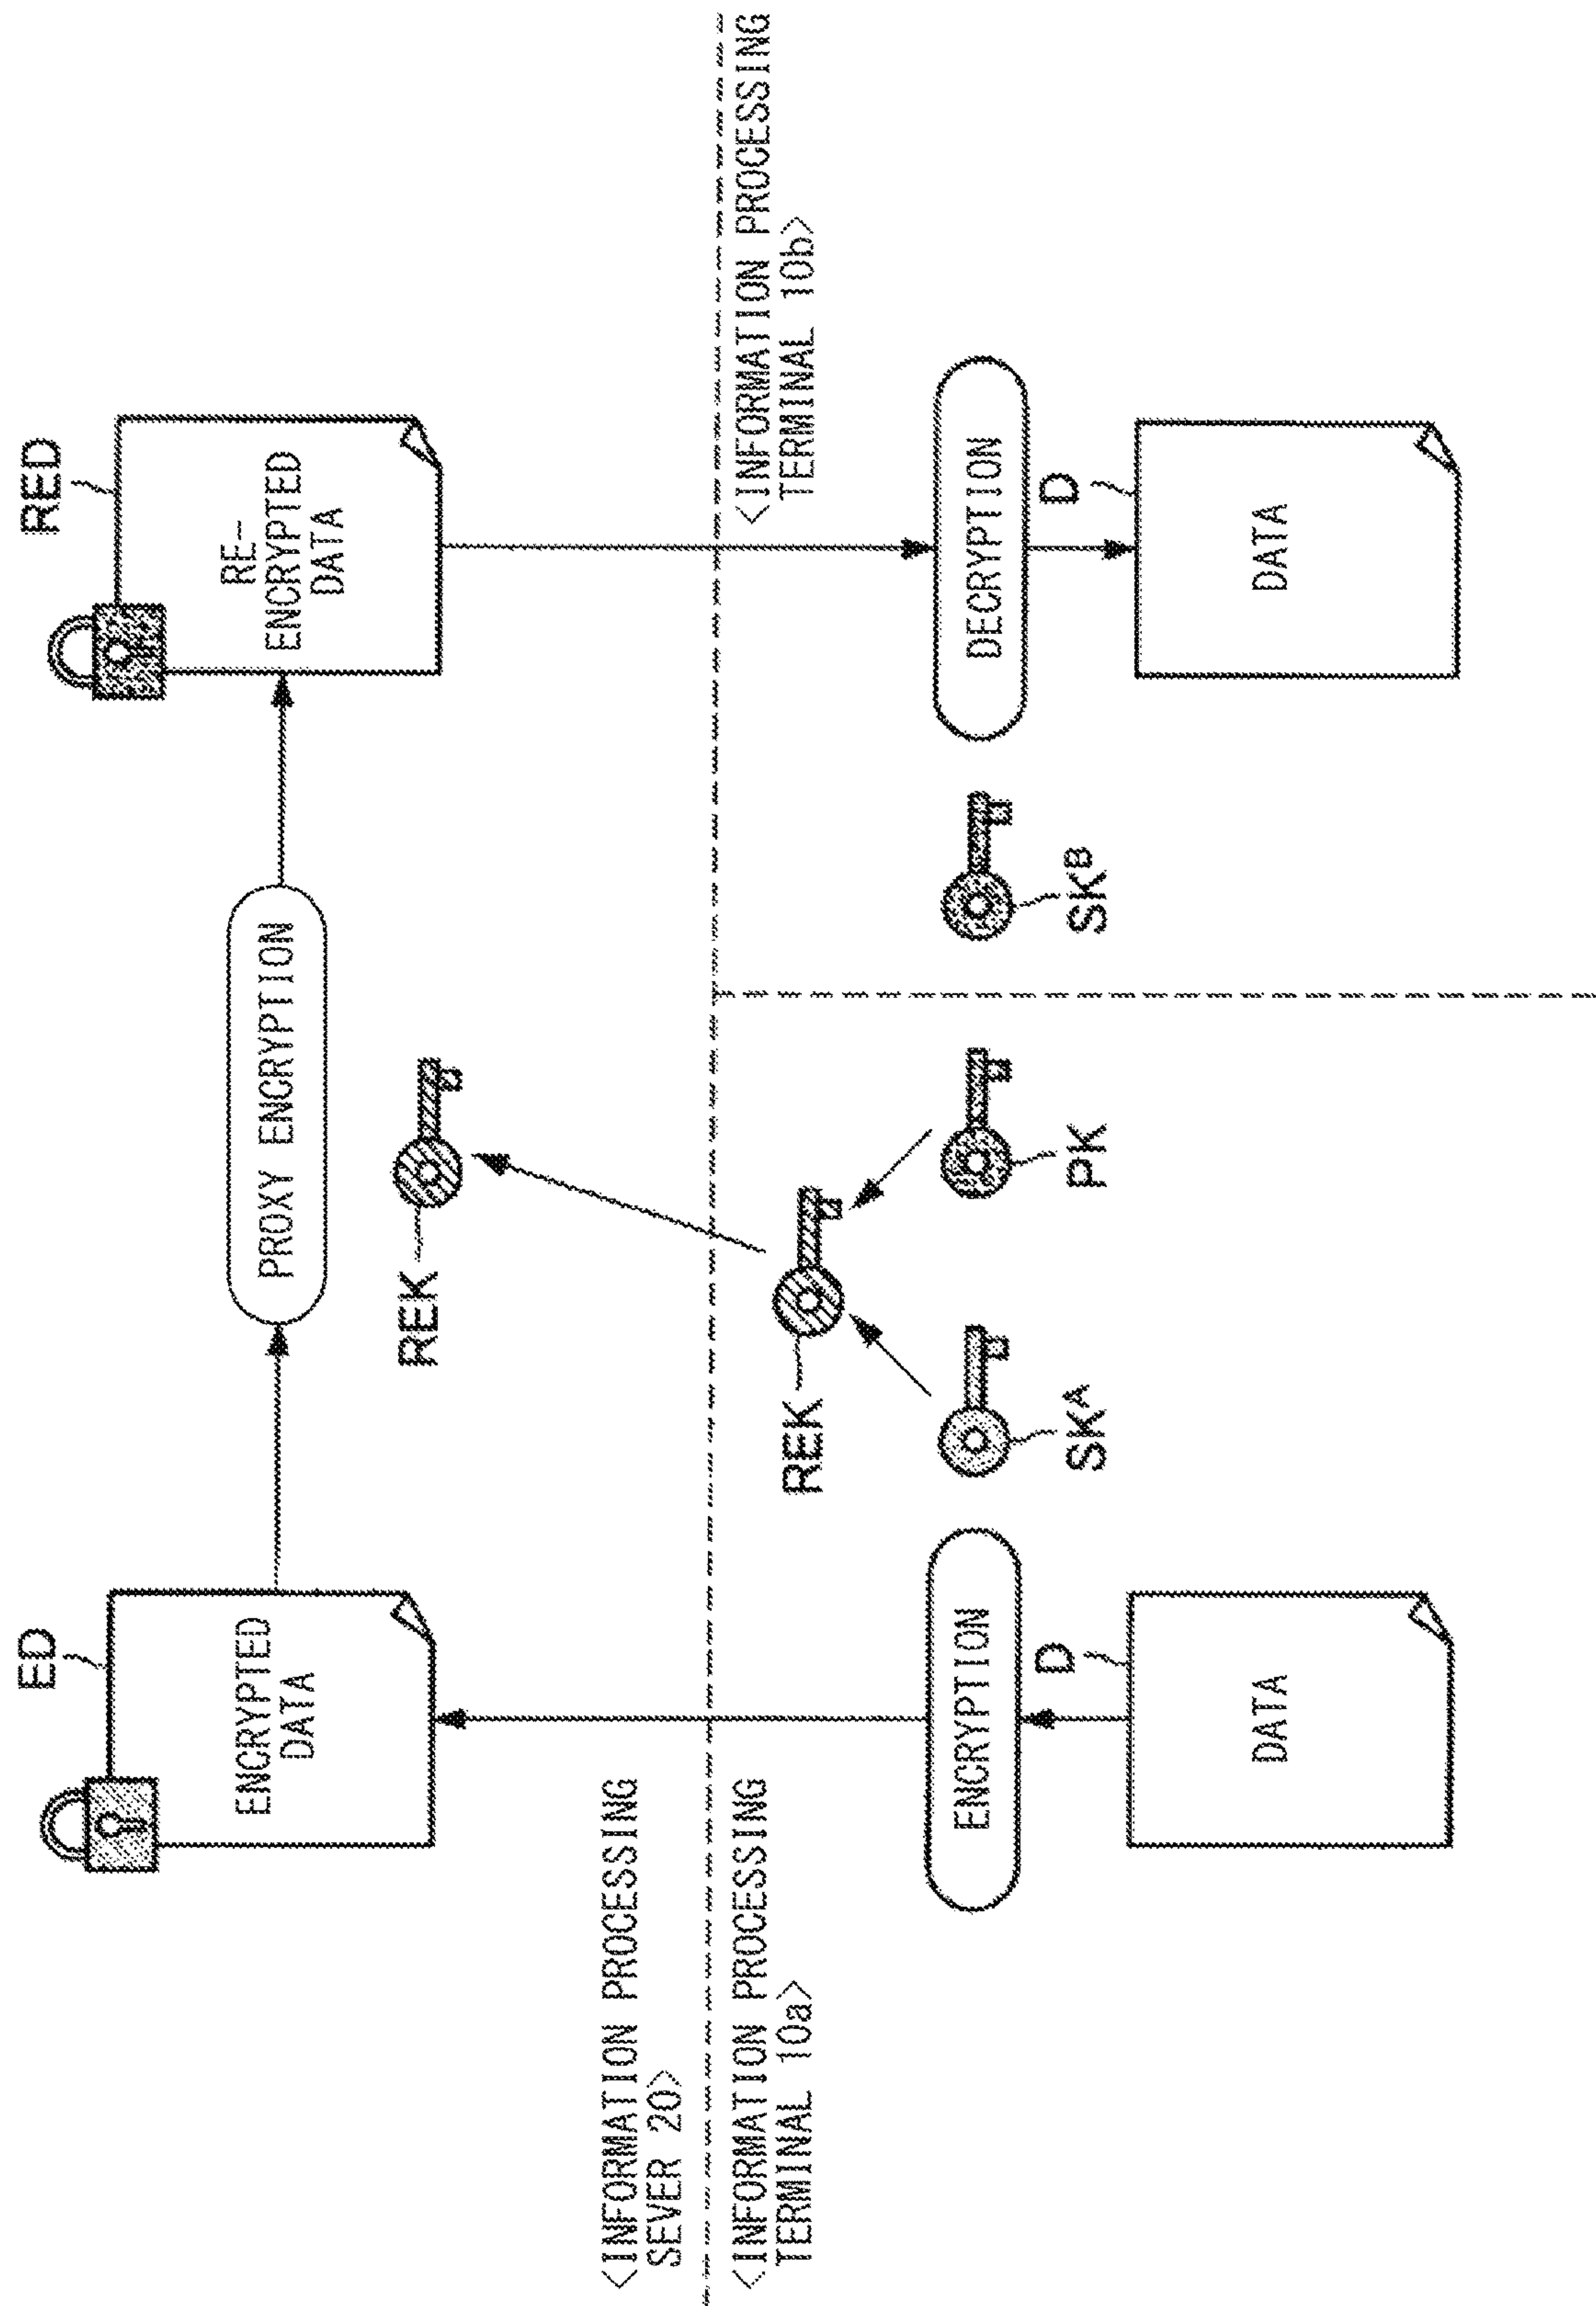 ED
ENCRYPTED
DATA
PROXY ENCRYPTION
RED
RE-
ENCRYPTED
DATA
REK
<INFORMATION PROCESSING
SEVER 20>
<INFORMATION PROCESSING
TERMINAL 10a>
<INFORMATION PROCESSING
TERMINAL 10b>
REK
ENCRYPTION
SKA
PK
SKB
DECRYPTION
D
DATA
D
DATA